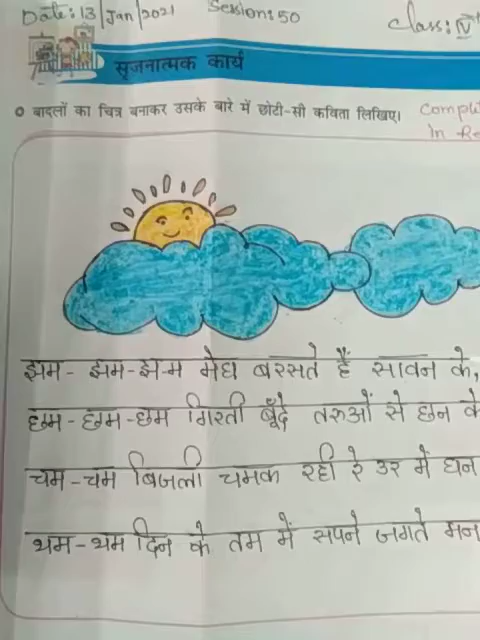 Date: 13/Jan/2021 Session: 50 Class: IV
सृजनात्मक कार्य
बादलों का चित्र बनाकर उसके बारे में छोटी-सी कविता लिखिए।
In
झम-झम-झम मेघ बरसते हैं सावन के,
छम-छम-छम गिरती बूँदे तरुओं से छन के
चम-चम बिजली चमक रही रे उर में घन
थम-थम दिन के तम में सपने जगते मन